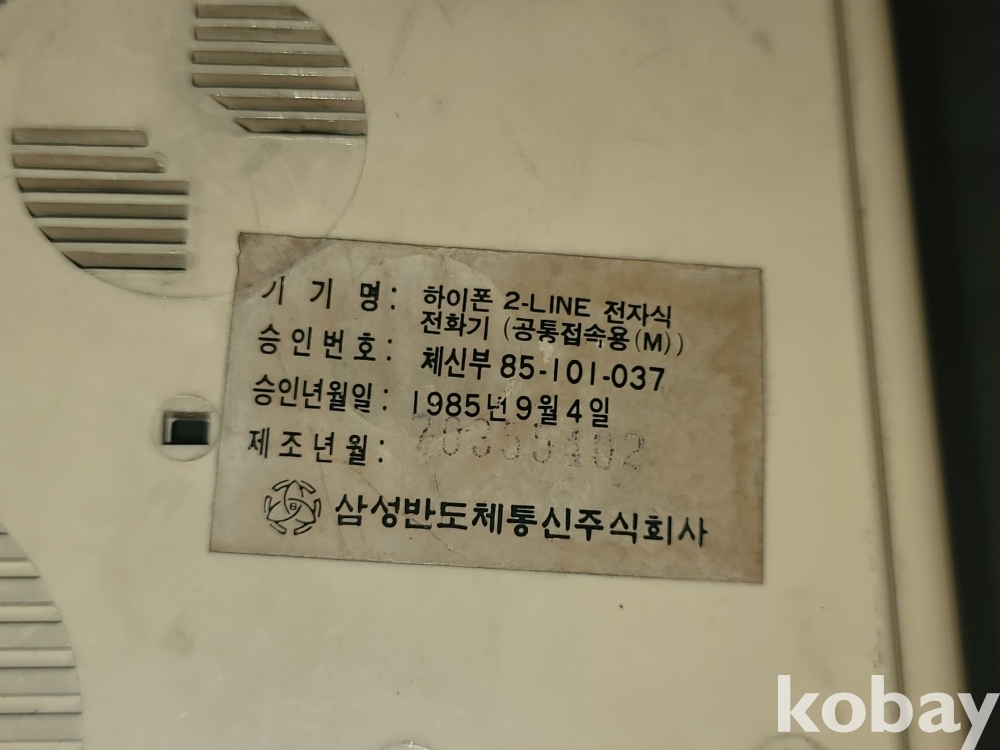 기 기 명 : 하이폰 2-LINE 전자식
전화기 (공통접속용(M))
승인번호 : 체신부 85-101-037
승인년월일 : 1985년 9월 4일
제조년월 :
삼성반도체통신주식회사
kobay